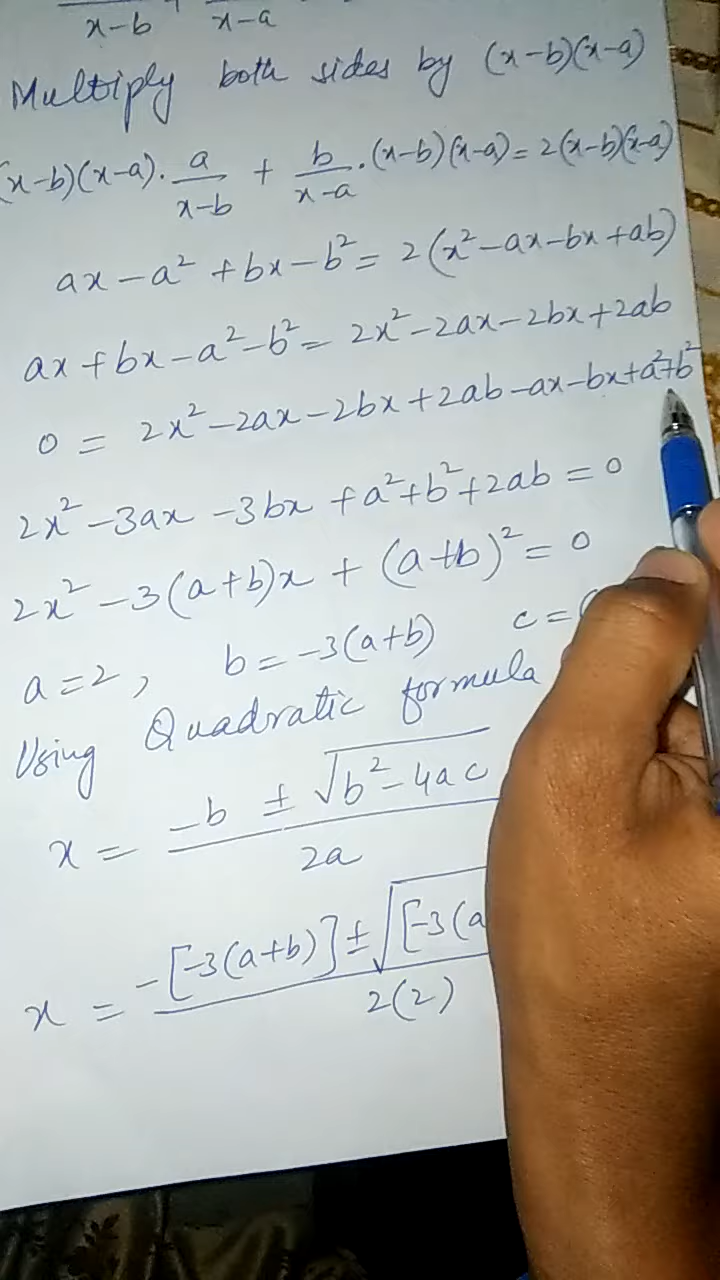 x-b x-a
Multiply both sides by (x-b)(x-a)
(x-b)(x-a). a/(x-b) + b/(x-a) .(x-b)(x-a) = 2(x-b)(x-a)
ax - a² + bx - b² = 2(x² - ax - bx + ab)
ax + bx - a² - b² = 2x² - 2ax - 2bx + 2ab
0 = 2x² - 2ax - 2bx + 2ab - ax - bx + a² + b²
2x² - 3ax - 3bx + a² + b² + 2ab = 0
2x² - 3(a+b)x + (a+b)² = 0
a = 2, b = -3(a+b) c = (
Using Quadratic formula
x = (-b ± √(b² - 4ac))/2a
x = -[-3(a+b)] ± √[-3(a / 2(2)